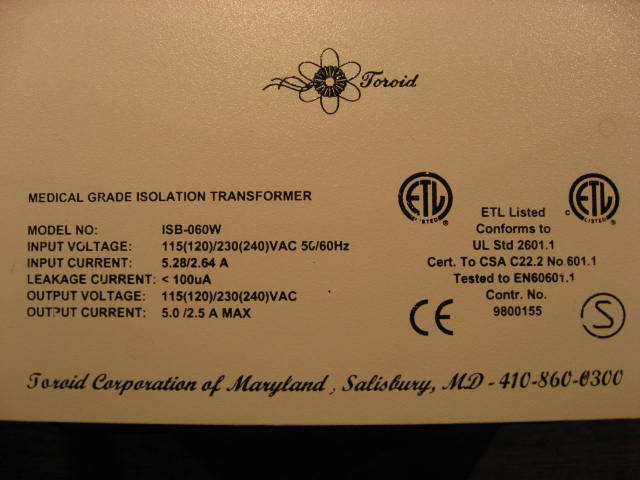 Toroid
MEDICAL GRADE ISOLATION TRANSFORMER
MODEL NO: ISB-060W
INPUT VOLTAGE: 115(120)/230(240)VAC 50/60Hz
INPUT CURRENT: 5.28/2.64 A
LEAKAGE CURRENT: < 100uA
OUTPUT VOLTAGE: 115(120)/230(240)VAC
OUTPUT CURRENT: 5.0 /2.5 A MAX
ETL
LISTED
C ETL
LISTED
ETL Listed
Conforms to
UL Std 2601.1
Cert. To CSA C22.2 No 601.1
Tested to EN60601.1
Contr. No.
9800155
CE
S
Toroid Corporation of Maryland , Salisbury, MD - 410-860-0300